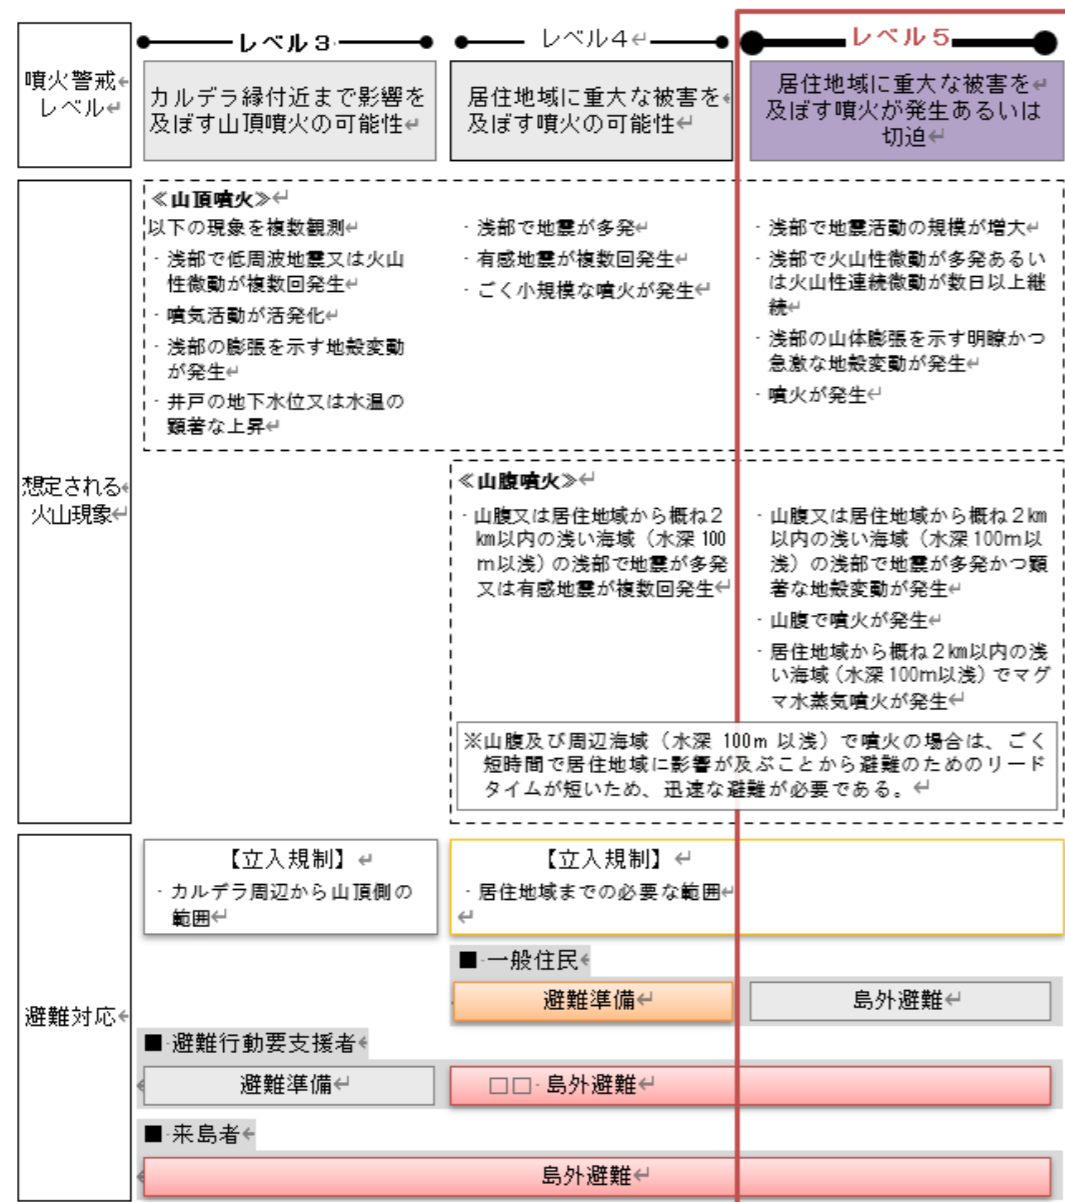 レベル3
レベル4
レベル5
噴火警戒
レベル
カルデラ縁付近まで影響を
及ぼす山頂噴火の可能性
居住地域に重大な被害を
及ぼす噴火の可能性
居住地域に重大な被害を
及ぼす噴火が発生あるいは
切迫
想定される
火山現象
≪山頂噴火≫
以下の現象を複数観測
・浅部で低周波地震又は火山
性微動が複数回発生
・噴気活動が活発化
・浅部の膨張を示す地殻変動
が発生
・井戸の地下水位又は水温の
顕著な上昇
・浅部で地震が多発
・有感地震が複数回発生
・ごく小規模な噴火が発生
・浅部で地震活動の規模が増大
・浅部で火山性微動が多発あるい
は火山性連続微動が数日以上継
続
・浅部の山体膨張を示す明瞭かつ
急激な地殻変動が発生
・噴火が発生
≪山腹噴火≫
・山腹又は居住地域から概ね2
km以内の浅い海域（水深100
m以浅）の浅部で地震が多発
又は有感地震が複数回発生
・山腹又は居住地域から概ね2km
以内の浅い海域（水深100m以
浅）の浅部で地震が多発かつ顕
著な地殻変動が発生
・山腹で噴火が発生
・居住地域から概ね2km以内の浅
い海域（水深100m以浅）でマグ
マ水蒸気噴火が発生
※山腹及び周辺海域（水深 100m 以浅）で噴火の場合は、ごく
短時間で居住地域に影響が及ぶことから避難のためのリード
タイムが短いため、迅速な避難が必要である。
避難対応
【立入規制】
・カルデラ周辺から山頂側の
範囲
【立入規制】
・居住地域までの必要な範囲
■一般住民
避難準備
島外避難
■避難行動要支援者
避難準備
□□島外避難
■来島者
島外避難